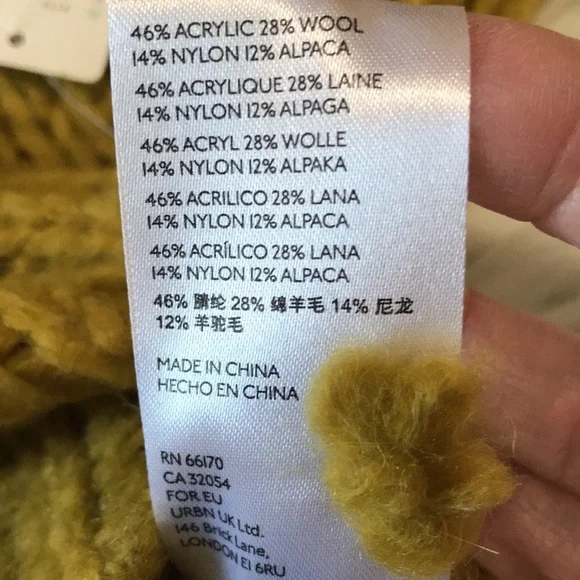 46% ACRYLIC 28% WOOL
14% NYLON 12% ALPACA
46% ACRYLIQUE 28% LAINE
14% NYLON 12% ALPAGA
46% ACRYL 28% WOLLE
14% NYLON 12% ALPAKA
46% ACRILICO 28% LANA
14% NYLON 12% ALPACA
46% ACRÍLICO 28% LANA
14% NYLON 12% ALPACA
46% 腈纶 28% 绵羊毛 14% 尼龙
12% 羊驼毛
MADE IN CHINA
HECHO EN CHINA
RN 66170
CA 32054
FOR EU
URBN UK Ltd.
146 Brick Lane,
LONDON E1 6RU